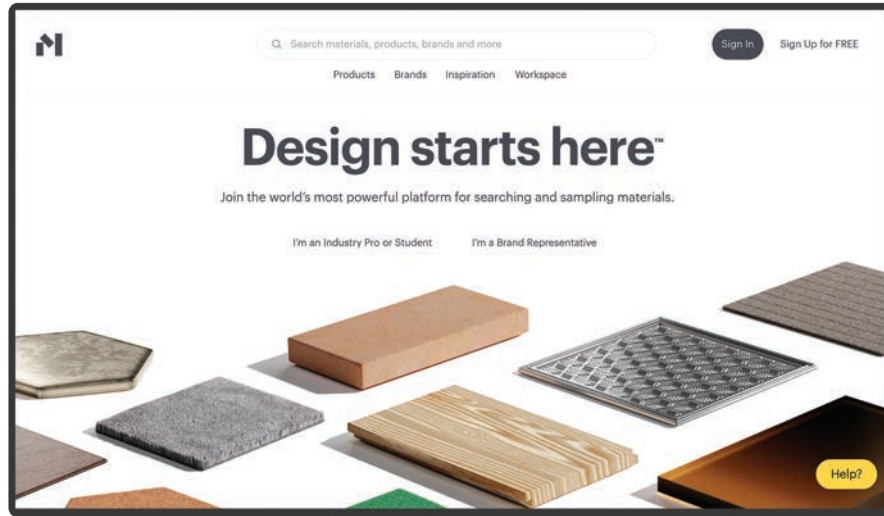 Search materials, products, brands and more
Sign In
Sign Up for FREE
Products Brands Inspiration Workspace
Design starts here™
Join the world's most powerful platform for searching and sampling materials.
I'm an Industry Pro or Student I'm a Brand Representative
Help?